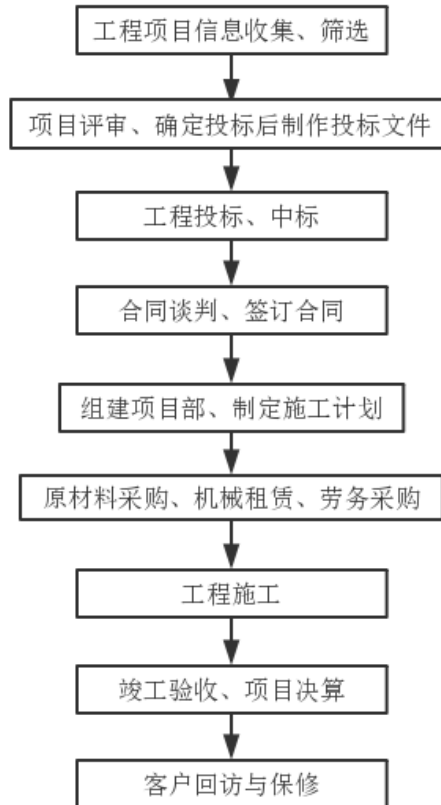 工程项目信息收集、筛选
项目评审、确定投标后制作投标文件
工程投标、中标
合同谈判、签订合同
组建项目部、制定施工计划
原材料采购、机械租赁、劳务采购
工程施工
竣工验收、项目决算
客户回访与保修